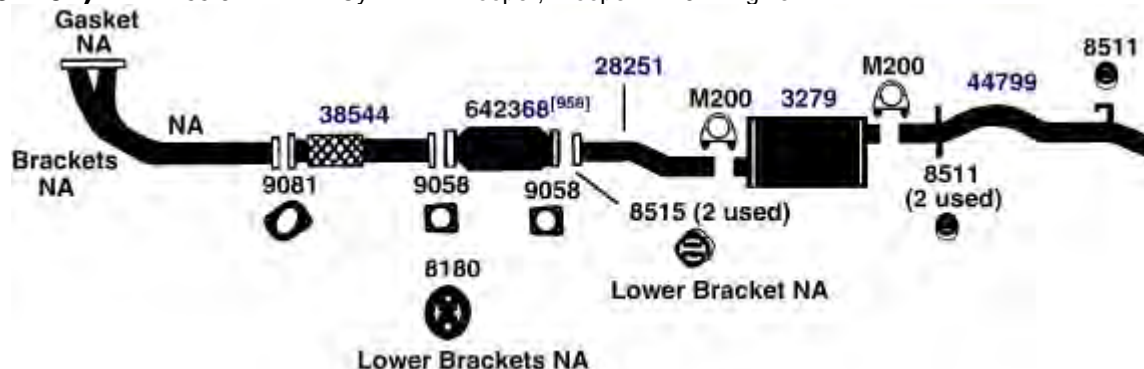 Gasket
NA
8511
28251
M200
44799
M200
3279
38544
642368[958]
NA
Brackets
NA
9081
9058
9058
8511
(2 used)
8515 (2 used)
8180
Lower Bracket NA
Lower Brackets NA